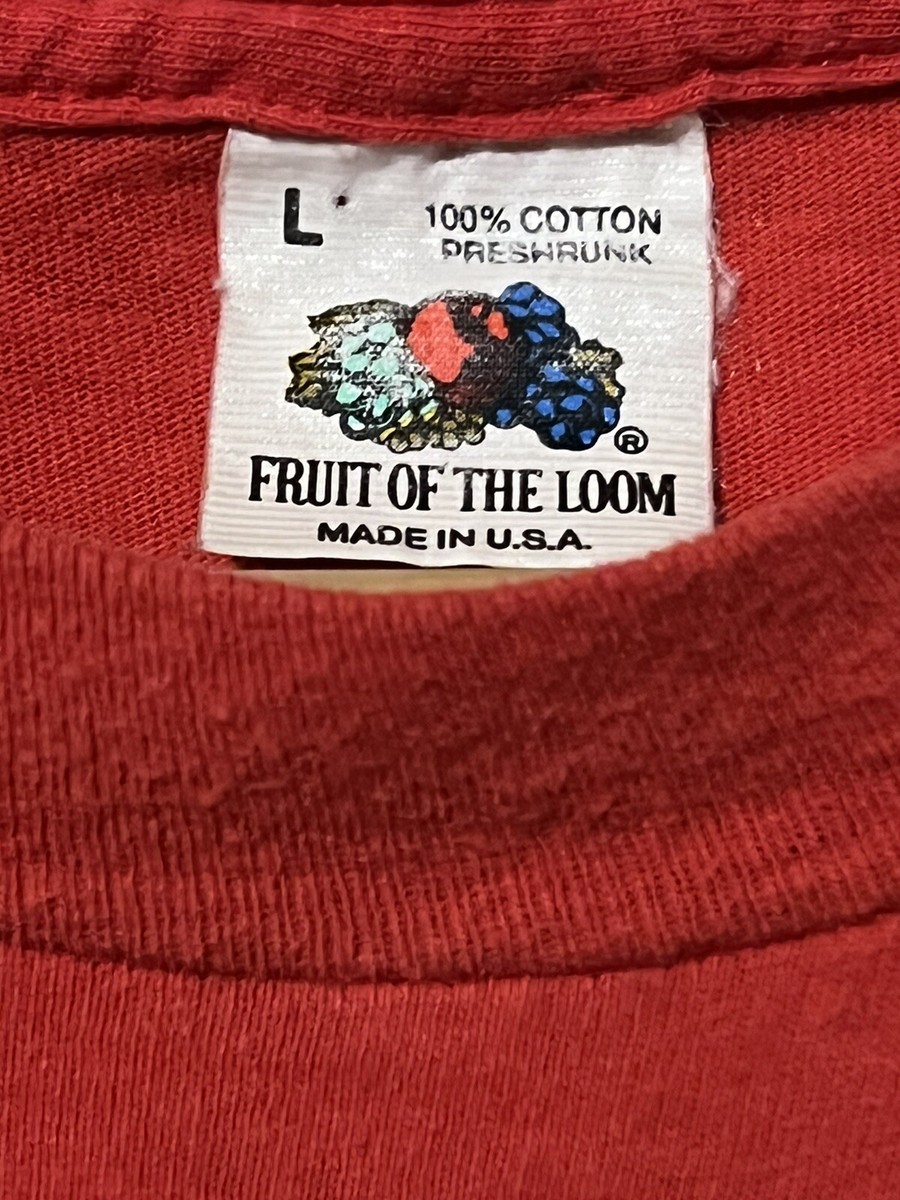 L
100% COTTON
PRESHRUNK
®
FRUIT OF THE LOOM
MADE IN U.S.A.